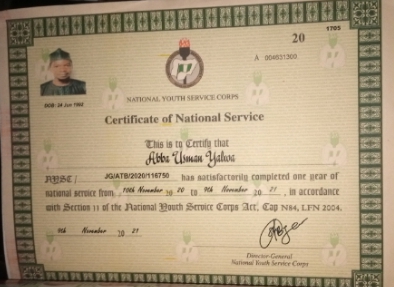 1705
20
A 004031360
DOB: 24 Jun 1992
NATIONAL YOUTH SERVICE CORPS
Certificate of National Service
This is to Certify that
Abba Usman Yalwa
JG/ATB/2020/116750 has satisfactorily completed one year of
national service from 10th November 20 20 to 9th November 20 21 , in accordance
with Section 11 of the National Youth Service Corps Act, Cap N84, LFN 2004.
9th November 20 21
Director-General
National Youth Service Corps